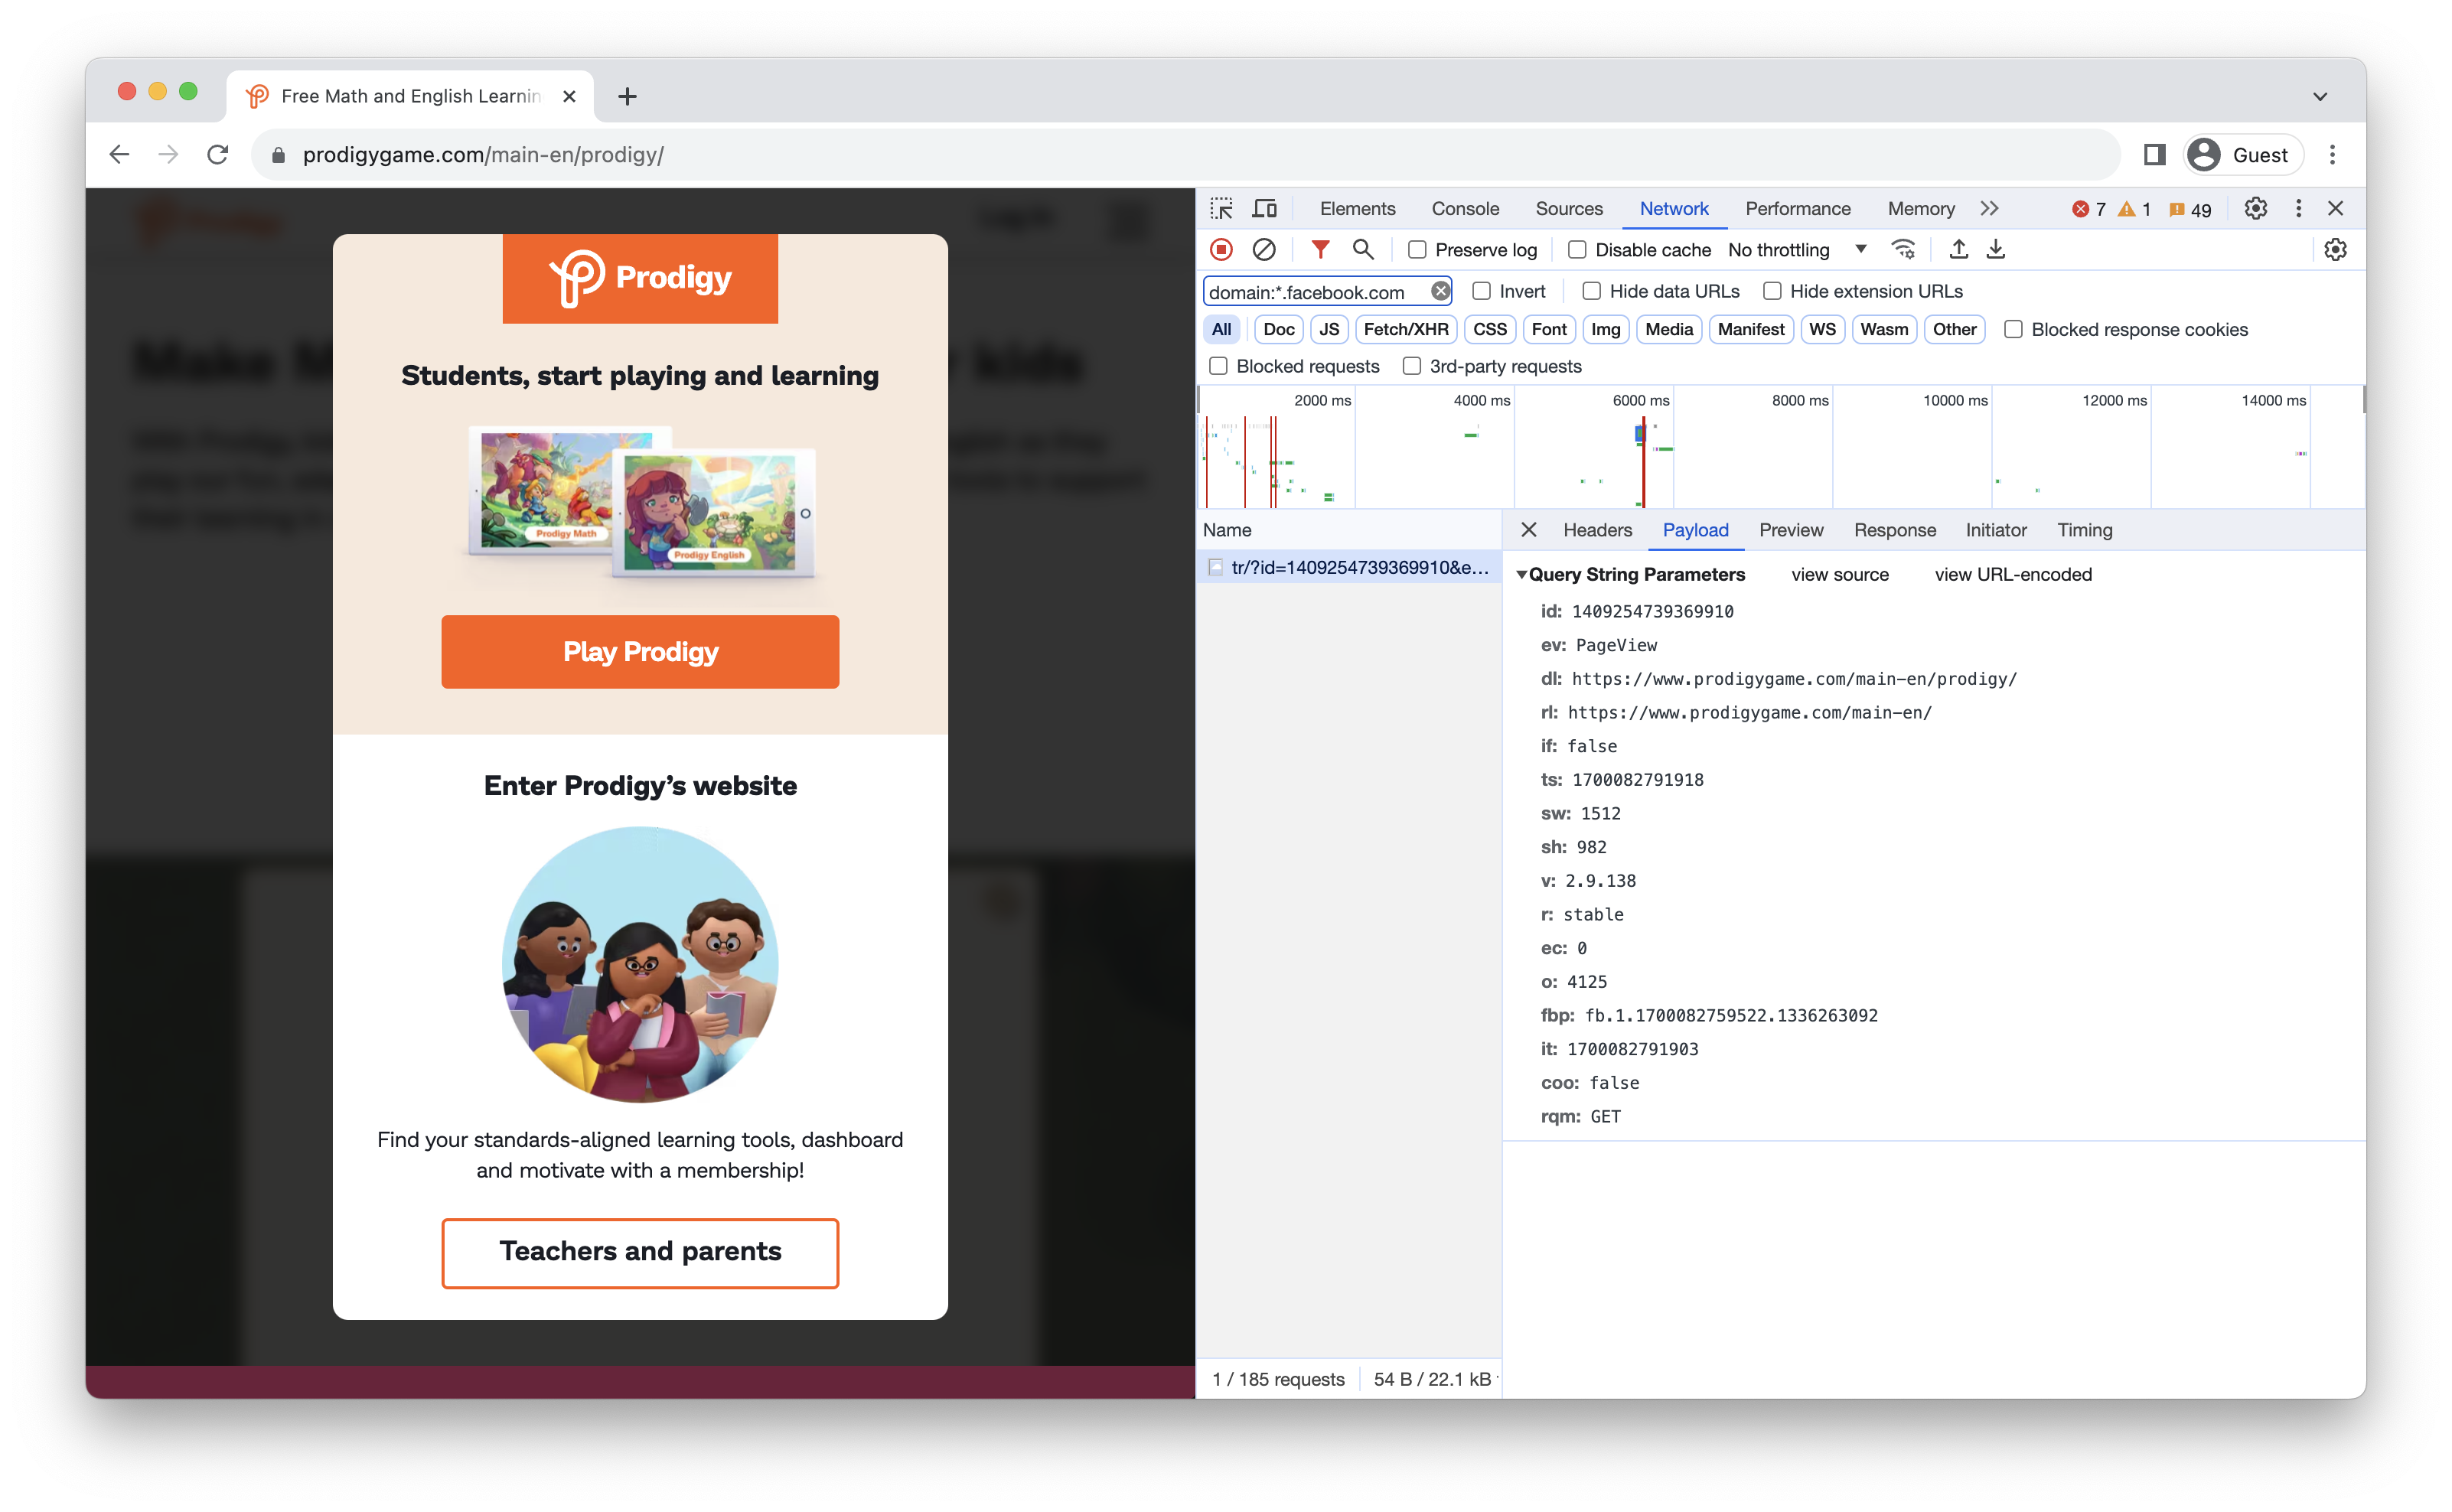 Free Math and English Learnin
prodigygame.com/main-en/prodigy/
Guest
Log In
Prodigy
Make M
kids
Students, start playing and learning
Prodigy Math
Prodigy English
Play Prodigy
Enter Prodigy’s website
Find your standards-aligned learning tools, dashboard
and motivate with a membership!
Teachers and parents
Elements Console Sources Network Performance Memory 7 1 49
Preserve log Disable cache No throttling
domain:*.facebook.com Invert Hide data URLs Hide extension URLs
All Doc JS Fetch/XHR CSS Font Img Media Manifest WS Wasm Other Blocked response cookies
Blocked requests 3rd-party requests
2000 ms 4000 ms 6000 ms 8000 ms 10000 ms 12000 ms 14000 ms
Name
tr/?id=1409254739369910&e…
Headers Payload Preview Response Initiator Timing
Query String Parameters view source view URL-encoded
id: 1409254739369910
ev: PageView
dl: https://www.prodigygame.com/main-en/prodigy/
rl: https://www.prodigygame.com/main-en/
if: false
ts: 1700082791918
sw: 1512
sh: 982
v: 2.9.138
r: stable
ec: 0
o: 4125
fbp: fb.1.1700082759522.1336263092
it: 1700082791903
coo: false
rqm: GET
1 / 185 requests 54 B / 22.1 kB